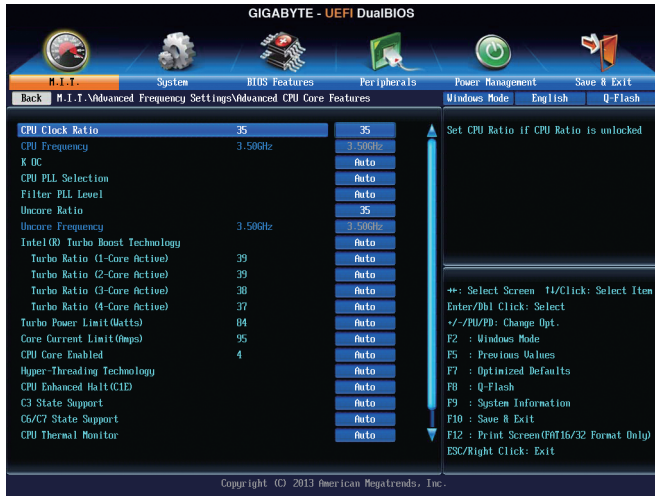 GIGABYTE - UEFI DualBIOS
M.I.T. System BIOS Features Peripherals Power Management Save & Exit
Back M.I.T.\Advanced Frequency Settings\Advanced CPU Core Features Windows Mode English Q-Flash
CPU Clock Ratio 35 35
CPU Frequency 3.50GHz 3.50GHz
K OC Auto
CPU PLL Selection Auto
Filter PLL Level Auto
Uncore Ratio 35
Uncore Frequency 3.50GHz 3.50GHz
Intel(R) Turbo Boost Technology Auto
Turbo Ratio (1-Core Active) 39 Auto
Turbo Ratio (2-Core Active) 39 Auto
Turbo Ratio (3-Core Active) 38 Auto
Turbo Ratio (4-Core Active) 37 Auto
Turbo Power Limit(Watts) 84 Auto
Core Current Limit(Amps) 95 Auto
CPU Core Enabled 4 Auto
Hyper-Threading Technology Auto
CPU Enhanced Halt(C1E) Auto
C3 State Support Auto
C6/C7 State Support Auto
CPU Thermal Monitor Auto
Set CPU Ratio if CPU Ratio is unlocked
→←: Select Screen ↑↓/Click: Select Item
Enter/Dbl Click: Select
+/-/PU/PD: Change Opt.
F2 : Windows Mode
F5 : Previous Values
F7 : Optimized Defaults
F8 : Q-Flash
F9 : System Information
F10 : Save & Exit
F12 : Print Screen(FAT16/32 Format Only)
ESC/Right Click: Exit
Copyright (C) 2013 American Megatrends, Inc.